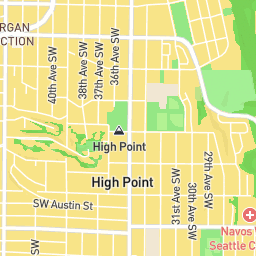 RGAN
CTION
40th Ave SW
38th Ave SW
37th Ave SW
36th Ave SW
High Point
High Point
SW Austin St
31st Ave SW
30th Ave SW
29th Ave SW
Navos
Seattle C